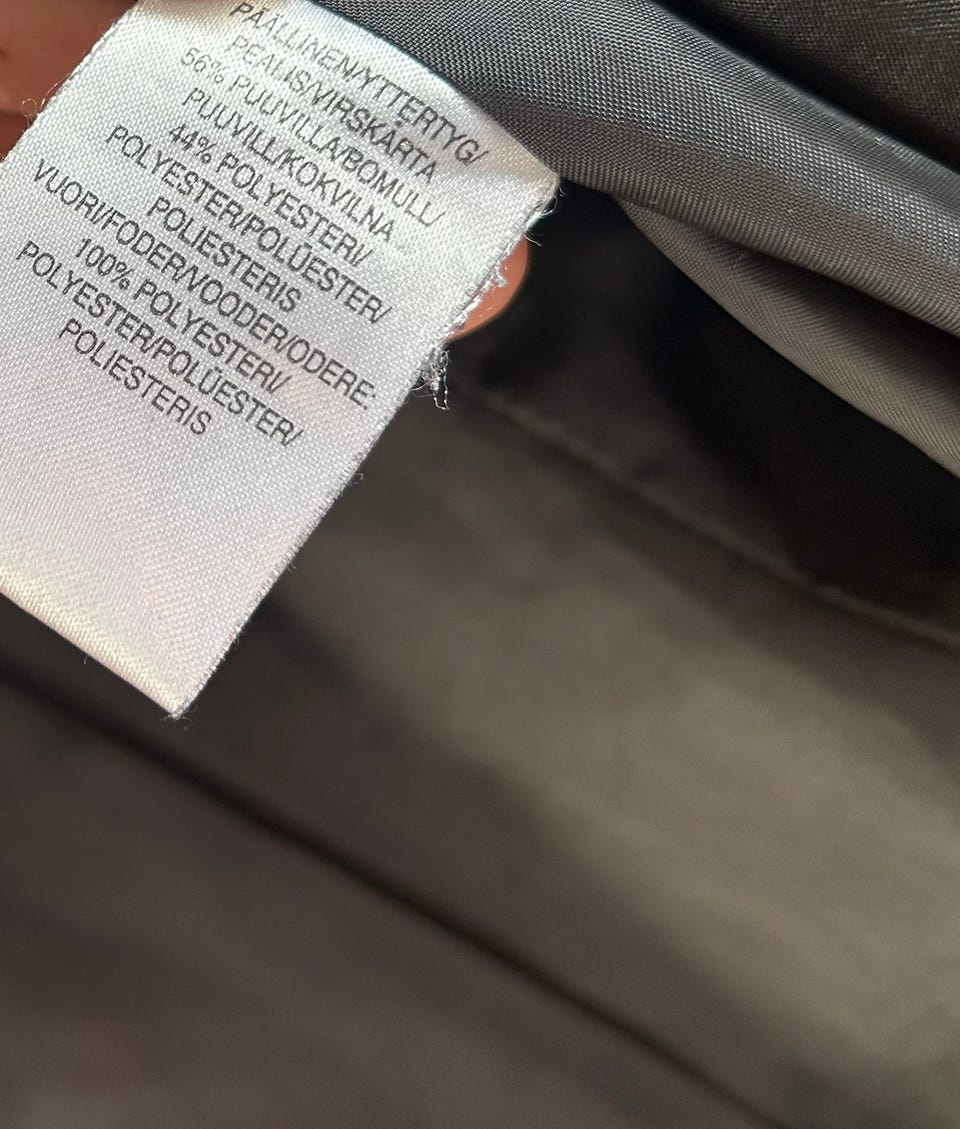 PÄÄLLINEN/YTTERTYG/
PEALIS/VIRSKĀRTA
56% PUUVILLA/BOMULL/
PUUVILL/KOKVILNA
44% POLYESTERI/
POLYESTER/POLÜESTER/
POLIESTERIS
VUORI/FODER/VOODER/ODERE:
100% POLYESTERI/
POLYESTER/POLÜESTER/
POLIESTERIS